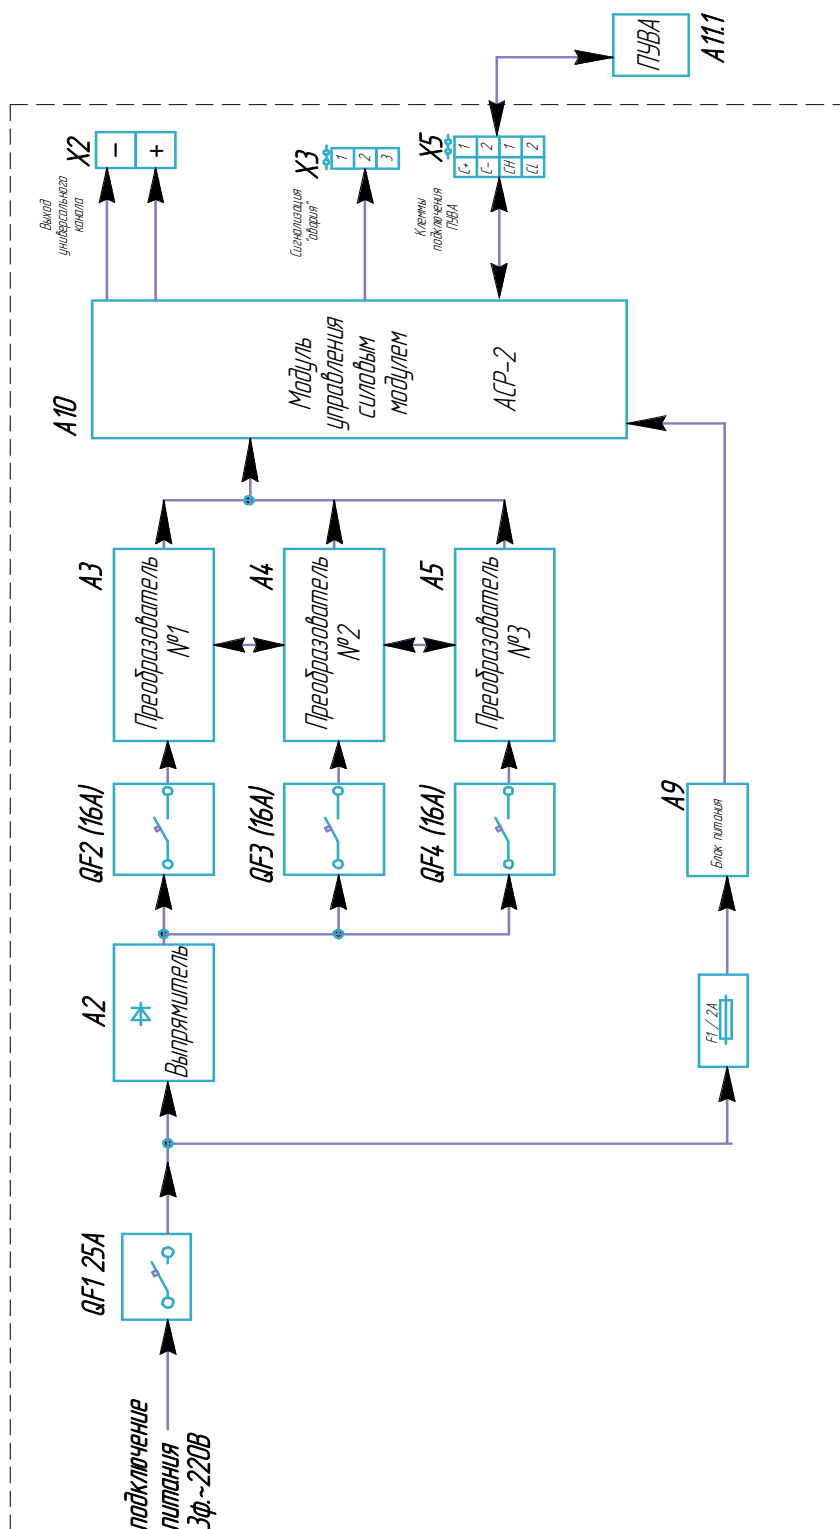 подключение
питания
3ф.~220В
QF1 25А
А2
Выпрямитель
F1 / 2А
QF2 (16А)
QF3 (16А)
QF4 (16А)
А9
Блок питания
А3
Преобразователь
№1
А4
Преобразователь
№2
А5
Преобразователь
№3
А10
Модуль
управления
силовым
модулем
АСР-2
Выход
универсального
канала
Х2
-
+
Сигнализация
"авария"
Х3
1
2
3
Клеммы
подключения
ПУВА
Х5
C+ 1
C- 2
CH 1
CL 2
ПУВА
А11.1